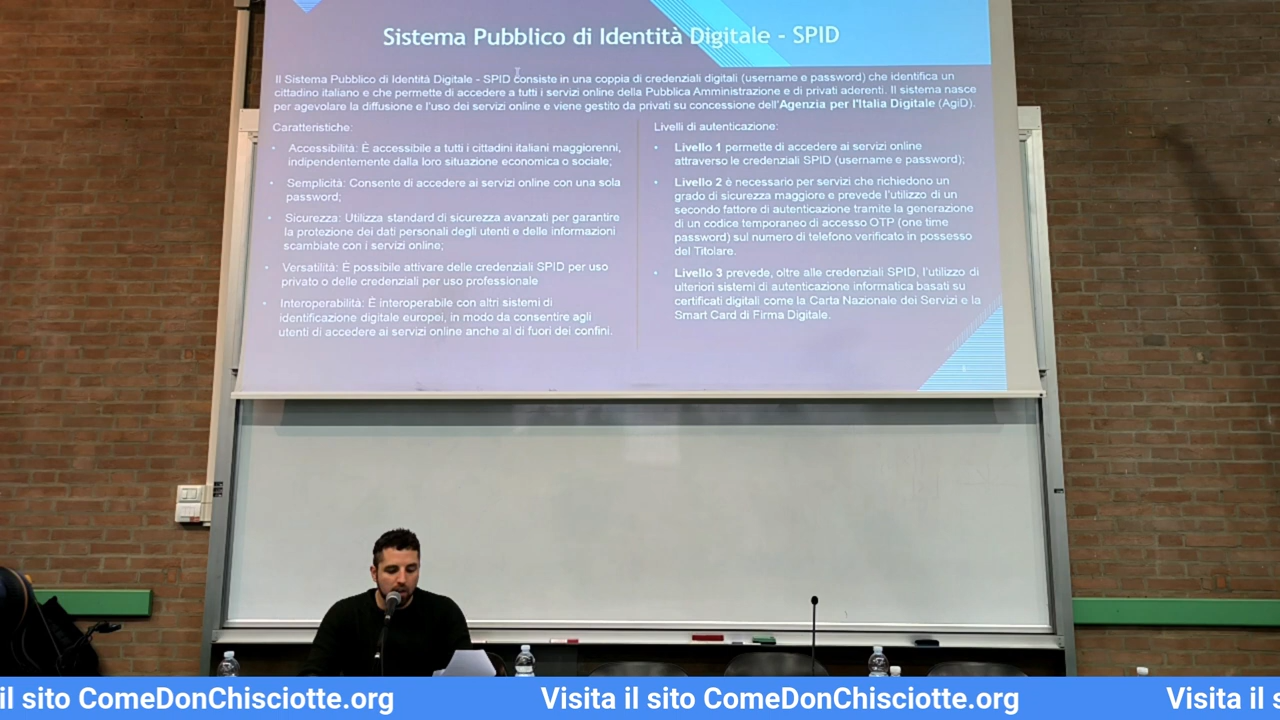 Sistema Pubblico di Identità Digitale - SPID
Il Sistema Pubblico di Identità Digitale - SPID consiste in una coppia di credenziali digitali (username e password) che identifica un
cittadino italiano e che permette di accedere a tutti i servizi online della Pubblica Amministrazione e di privati aderenti. Il sistema nasce
per agevolare la diffusione e l'uso dei servizi online e viene gestito da privati su concessione dell'Agenzia per l'Italia Digitale (AgiD).
Caratteristiche:
• Accessibilità: È accessibile a tutti i cittadini italiani maggiorenni,
indipendentemente dalla loro situazione economica o sociale;
• Semplicità: Consente di accedere ai servizi online con una sola
password;
• Sicurezza: Utilizza standard di sicurezza avanzati per garantire
la protezione dei dati personali degli utenti e delle informazioni
scambiate con i servizi online;
• Versatilità: È possibile attivare delle credenziali SPID per uso
privato o delle credenziali per uso professionale
• Interoperabilità: È interoperabile con altri sistemi di
identificazione digitale europei, in modo da consentire agli
utenti di accedere ai servizi online anche al di fuori dei confini.
Livelli di autenticazione:
• Livello 1 permette di accedere ai servizi online
attraverso le credenziali SPID (username e password);
• Livello 2 è necessario per servizi che richiedono un
grado di sicurezza maggiore e prevede l'utilizzo di un
secondo fattore di autenticazione tramite la generazione
di un codice temporaneo di accesso OTP (one time
password) sul numero di telefono verificato in possesso
del Titolare.
• Livello 3 prevede, oltre alle credenziali SPID, l'utilizzo di
ulteriori sistemi di autenticazione informatica basati su
certificati digitali come la Carta Nazionale dei Servizi e la
Smart Card di Firma Digitale.
il sito ComeDonChisciotte.org Visita il sito ComeDonChisciotte.org Visita il s